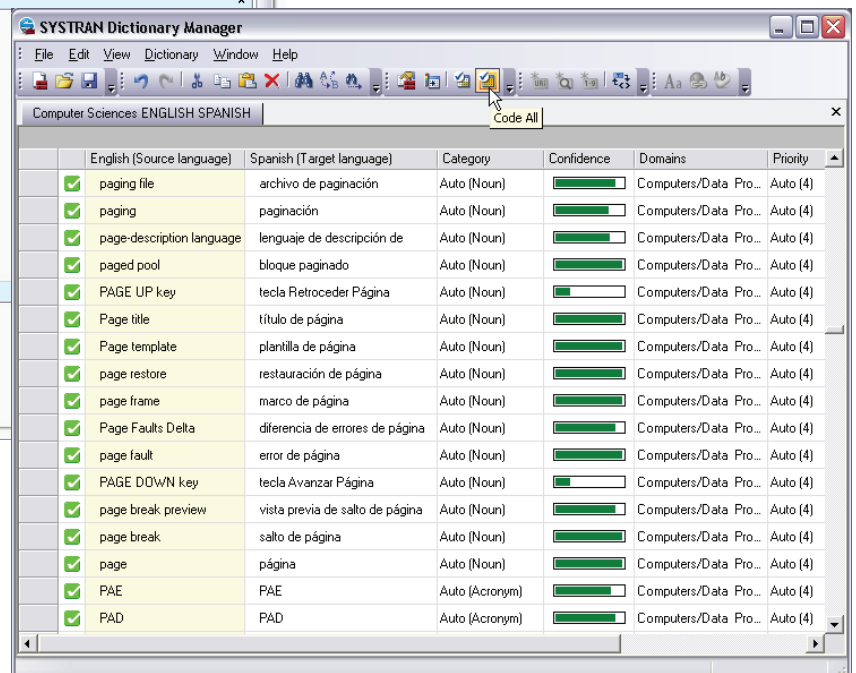 SYSTRAN Dictionary Manager
File Edit View Dictionary Window Help
Computer Sciences ENGLISH SPANISH
Code All
English (Source language) Spanish (Target language) Category Confidence Domains Priority
paging file archivo de paginación Auto (Noun) Computers/Data Pro... Auto (4)
paging paginación Auto (Noun) Computers/Data Pro... Auto (4)
page-description language lenguaje de descripción de Auto (Noun) Computers/Data Pro... Auto (4)
paged pool bloque paginado Auto (Noun) Computers/Data Pro... Auto (4)
PAGE UP key tecla Retroceder Página Auto (Noun) Computers/Data Pro... Auto (4)
Page title título de página Auto (Noun) Computers/Data Pro... Auto (4)
Page template plantilla de página Auto (Noun) Computers/Data Pro... Auto (4)
page restore restauración de página Auto (Noun) Computers/Data Pro... Auto (4)
page frame marco de página Auto (Noun) Computers/Data Pro... Auto (4)
Page Faults Delta diferencia de errores de página Auto (Noun) Computers/Data Pro... Auto (4)
page fault error de página Auto (Noun) Computers/Data Pro... Auto (4)
PAGE DOWN key tecla Avanzar Página Auto (Noun) Computers/Data Pro... Auto (4)
page break preview vista previa de salto de página Auto (Noun) Computers/Data Pro... Auto (4)
page break salto de página Auto (Noun) Computers/Data Pro... Auto (4)
page página Auto (Noun) Computers/Data Pro... Auto (4)
PAE PAE Auto (Acronym) Computers/Data Pro... Auto (4)
PAD PAD Auto (Acronym) Computers/Data Pro... Auto (4)